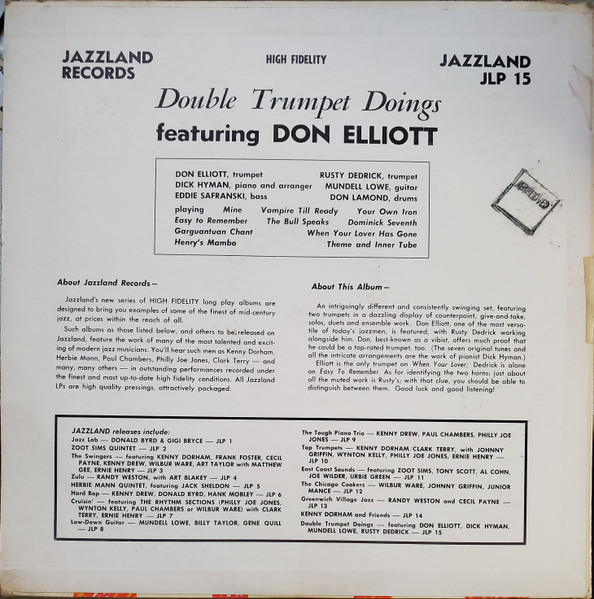 JAZZLAND
RECORDS
HIGH FIDELITY
JAZZLAND
JLP 15
Double Trumpet Doings
featuring DON ELLIOTT
DON ELLIOTT, trumpet RUSTY DEDRICK, trumpet
DICK HYMAN, piano and arranger MUNDELL LOWE, guitar
EDDIE SAFRANSKI, bass DON LAMOND, drums
playing Mine Vampire Till Ready Your Own Iron
Easy to Remember The Bull Speaks Dominick Seventh
Garguantuan Chant When Your Lover Has Gone
Henry's Mambo Theme and Inner Tube
About Jazzland Records —
Jazzland's new series of HIGH FIDELITY long play albums are
designed to bring you examples of some of the finest of mid-century
jazz, at prices within the reach of all.
Such albums as those listed below, and others to be released on
Jazzland, feature the work of many of the most talented and excit-
ing of modern jazz musicians. You'll hear such men as Kenny Dorham,
Herbie Mann, Paul Chambers, Philly Joe Jones, Clark Terry — and
many, many others — in outstanding performances recorded under
the finest and most up-to-date high fidelity conditions. All Jazzland
LPs are high quality pressings, attractively packaged.
About This Album —
An intriguingly different and consistently swinging set, featuring
two trumpets in a dazzling display of counterpoint, give-and-take,
solos, duets and ensemble work. Don Elliott, one of the most versa-
tile of today's jazzmen, is featured, with Rusty Dedrick working
alongside him. Don, best-known as a vibist, offers much proof that
he could be a top-rated trumpet, too. (The seven original tunes and
all the intricate arrangements are the work of pianist Dick Hyman.)
Elliott is the only trumpet on When Your Lover; Dedrick is alone
on Easy To Remember. As for identifying the two horns: just about
all the muted work is Rusty's; with that clue, you should be able to
distinguish between them. Good luck and good listening!
JAZZLAND releases include:
Jazz Lab — DONALD BYRD & GIGI BRYCE — JLP 1
ZOOT SIMS QUINTET — JLP 2
The Swingers — featuring KENNY DORHAM, FRANK FOSTER, CECIL
PAYNE, KENNY DREW, WILBUR WARE, ART TAYLOR with MATTHEW
GEE, ERNIE HENRY — JLP 3
Zulu — RANDY WESTON, with ART BLAKEY — JLP 4
HERBIE MANN QUINTET, featuring JACK SHELDON — JLP 5
Hard Bop — KENNY DREW, DONALD BYRD, HANK MOBLEY — JLP 6
Cruisin' — featuring THE RHYTHM SECTIONS (PHILLY JOE JONES,
WYNTON KELLY, PAUL CHAMBERS or WILBUR WARE) with CLARK
TERRY, ERNIE HENRY — JLP 7
Low-Down Guitar — MUNDELL LOWE, BILLY TAYLOR, GENE QUILL
— JLP 8
The Tough Piano Trio — KENNY DREW, PAUL CHAMBERS, PHILLY JOE
JONES — JLP 9
Top Trumpets — KENNY DORHAM, CLARK TERRY, with JOHNNY
GRIFFIN, WYNTON KELLY, PHILLY JOE JONES, ERNIE HENRY —
JLP 10
East Coast Sounds — featuring ZOOT SIMS, TONY SCOTT, AL COHN,
JOE WILDER, URBIE GREEN — JLP 11
The Chicago Cookers — WILBUR WARE, JOHNNY GRIFFIN, JUNIOR
MANCE — JLP 12
Greenwich Village Jazz — RANDY WESTON and CECIL PAYNE —
JLP 13
KENNY DORHAM and Friends — JLP 14
Double Trumpet Doings — featuring DON ELLIOTT, DICK HYMAN,
MUNDELL LOWE, RUSTY DEDRICK — JLP 15